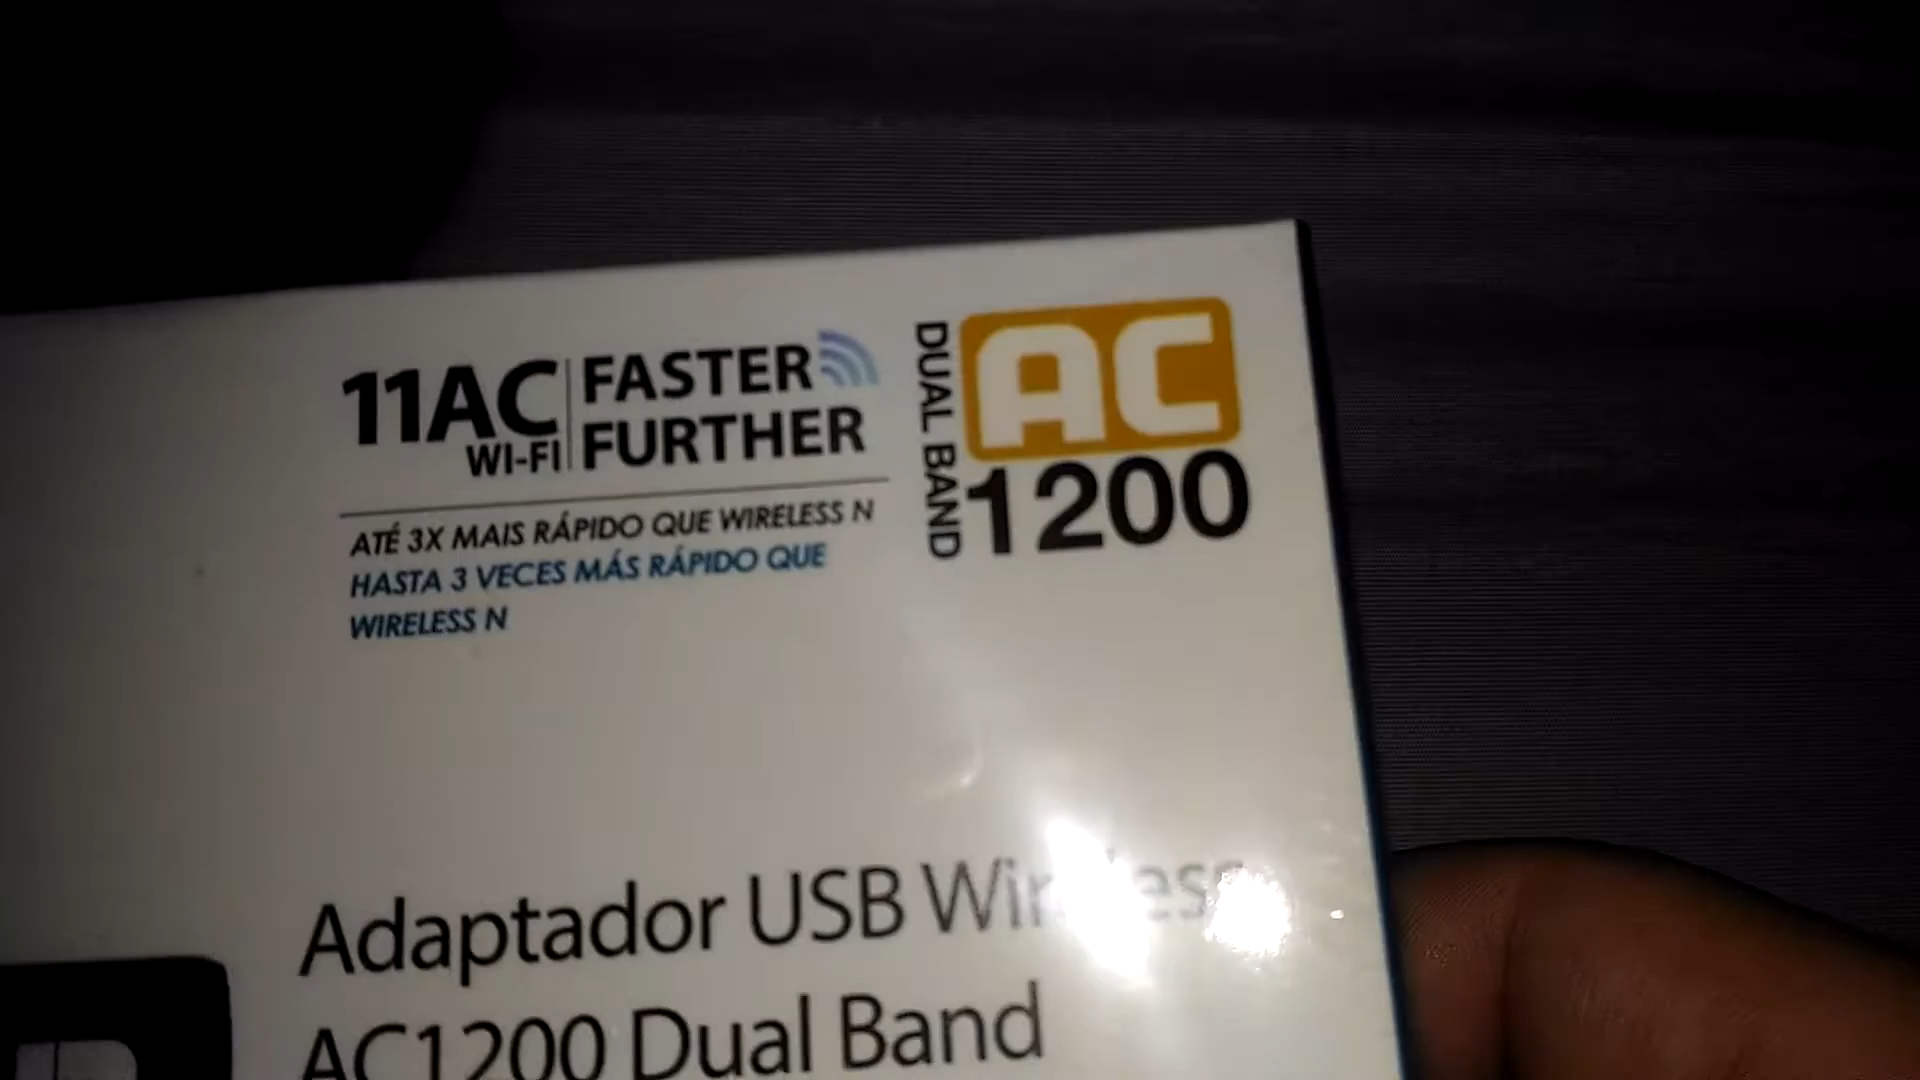 11AC WI-FI
FASTER
FURTHER
ATÉ 3X MAIS RÁPIDO QUE WIRELESS N
HASTA 3 VECES MÁS RÁPIDO QUE
WIRELESS N
DUAL BAND
AC
1200
Adaptador USB Wireless
AC1200 Dual Band